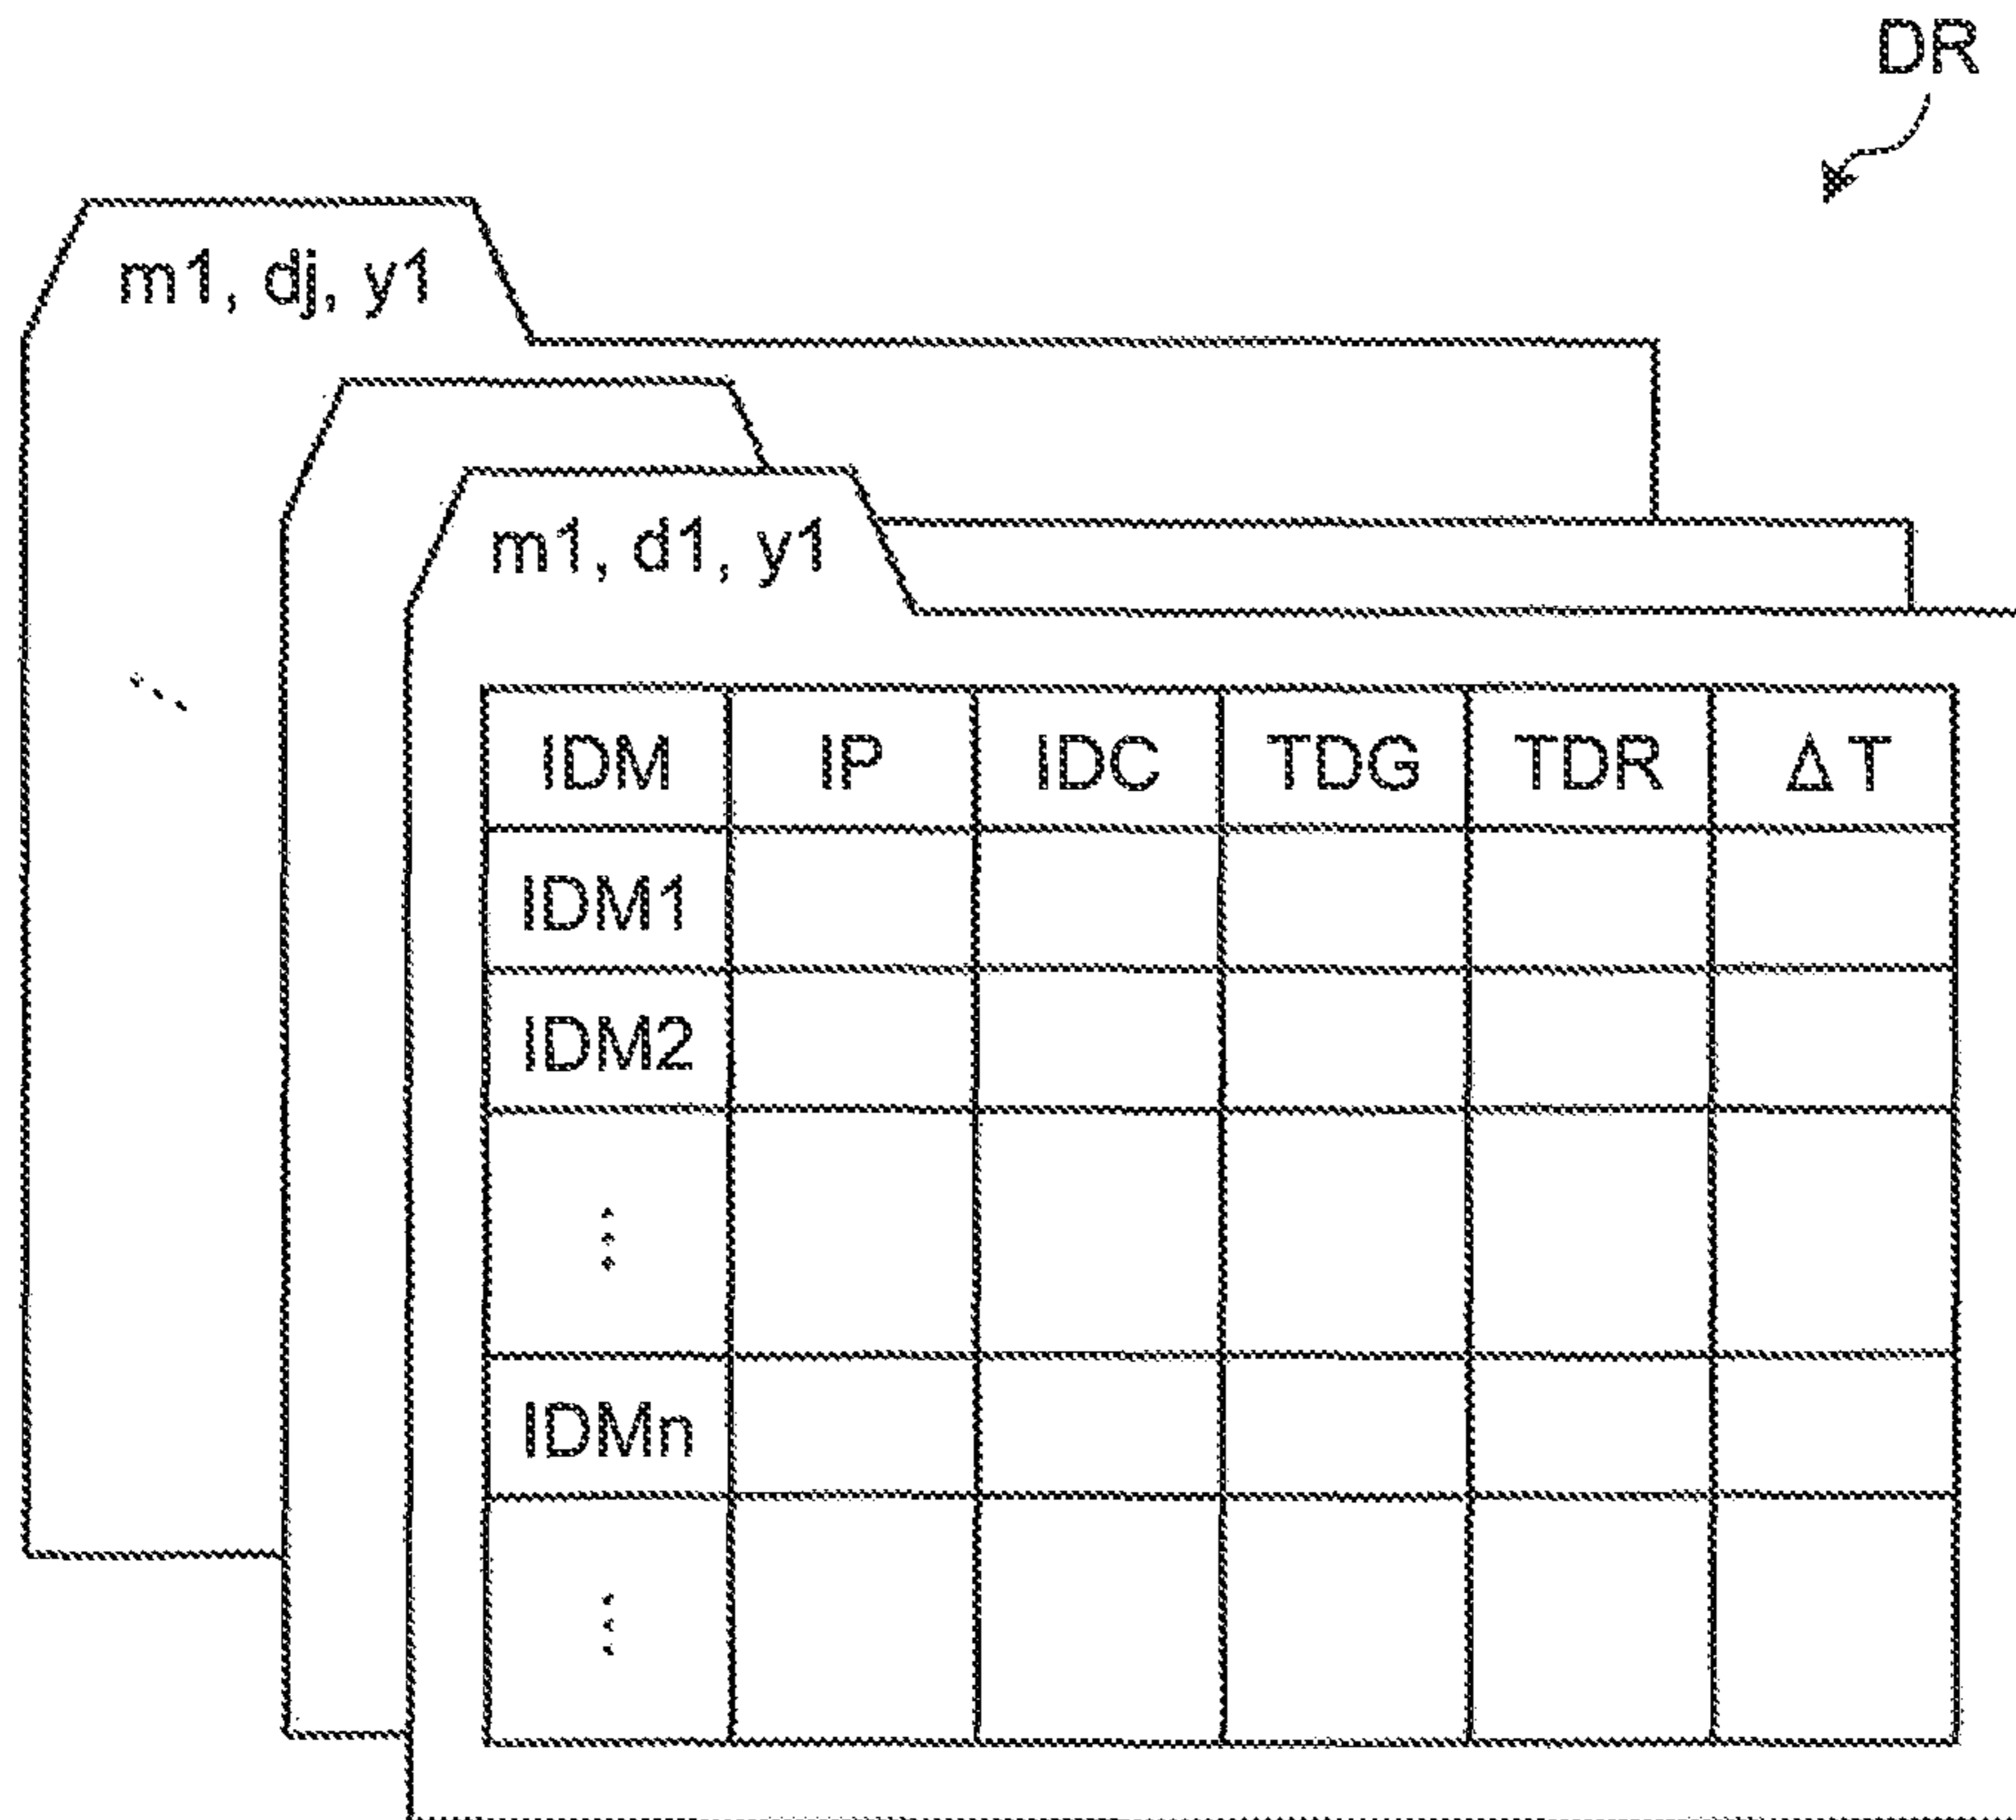 DR
m1, dj, y1
m1, d1, y1
IDM IP IDC TDG TDR ΔT
IDM1
IDM2
⋮
IDMn
⋮